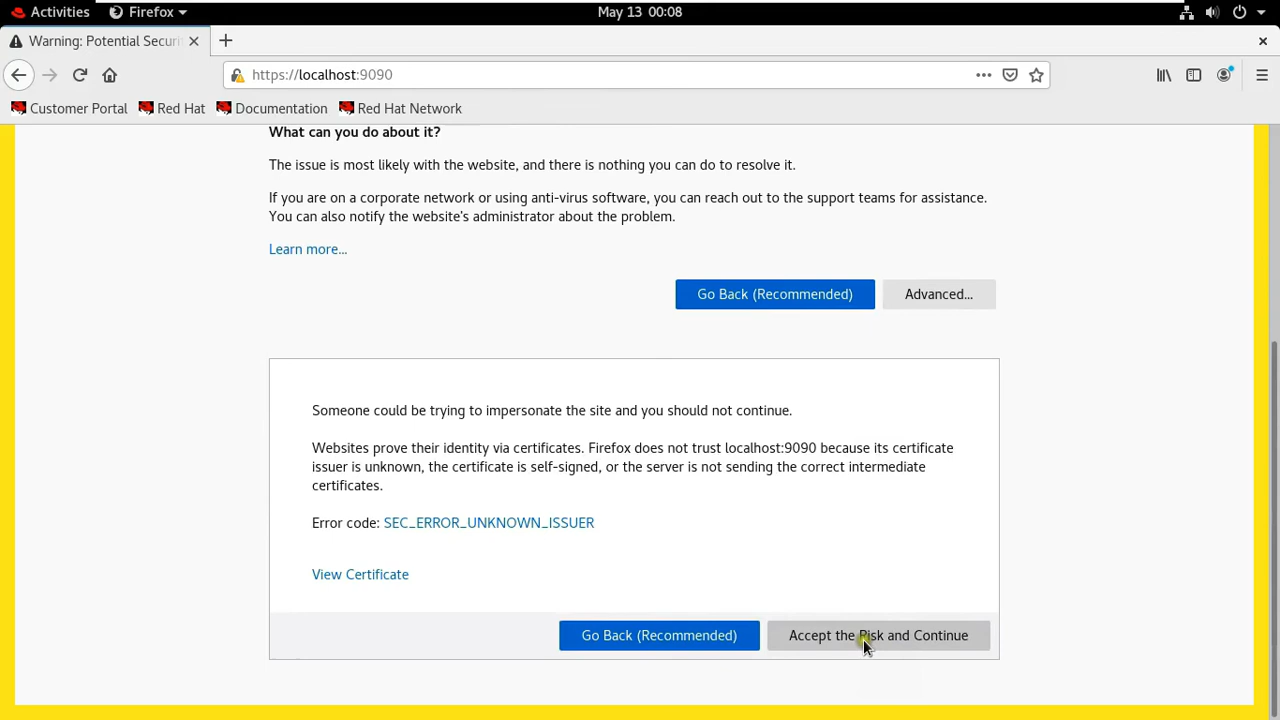 Activities Firefox May 13 00:08
Warning: Potential Securi
https://localhost:9090
Customer Portal Red Hat Documentation Red Hat Network
What can you do about it?
The issue is most likely with the website, and there is nothing you can do to resolve it.
If you are on a corporate network or using anti-virus software, you can reach out to the support teams for assistance.
You can also notify the website's administrator about the problem.
Learn more...
Go Back (Recommended) Advanced...
Someone could be trying to impersonate the site and you should not continue.
Websites prove their identity via certificates. Firefox does not trust localhost:9090 because its certificate
issuer is unknown, the certificate is self-signed, or the server is not sending the correct intermediate
certificates.
Error code: SEC_ERROR_UNKNOWN_ISSUER
View Certificate
Go Back (Recommended) Accept the Risk and Continue